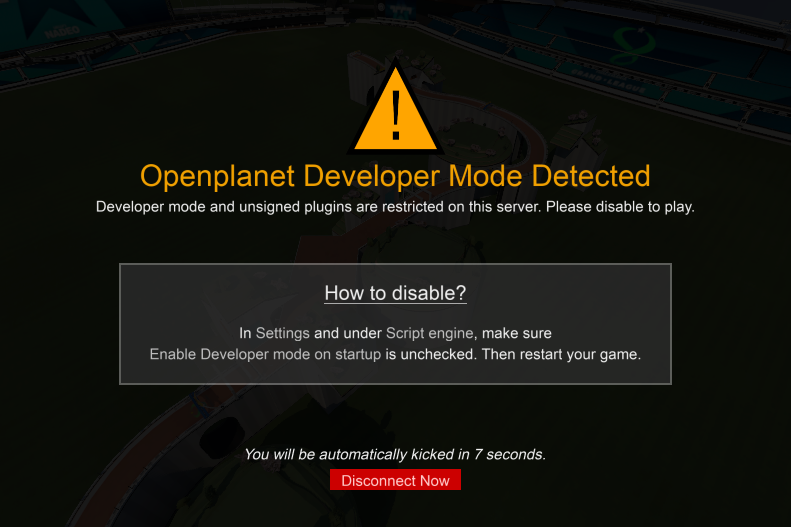 !
Openplanet Developer Mode Detected
Developer mode and unsigned plugins are restricted on this server. Please disable to play.
How to disable?
In Settings and under Script engine, make sure
Enable Developer mode on startup is unchecked. Then restart your game.
You will be automatically kicked in 7 seconds.
Disconnect Now